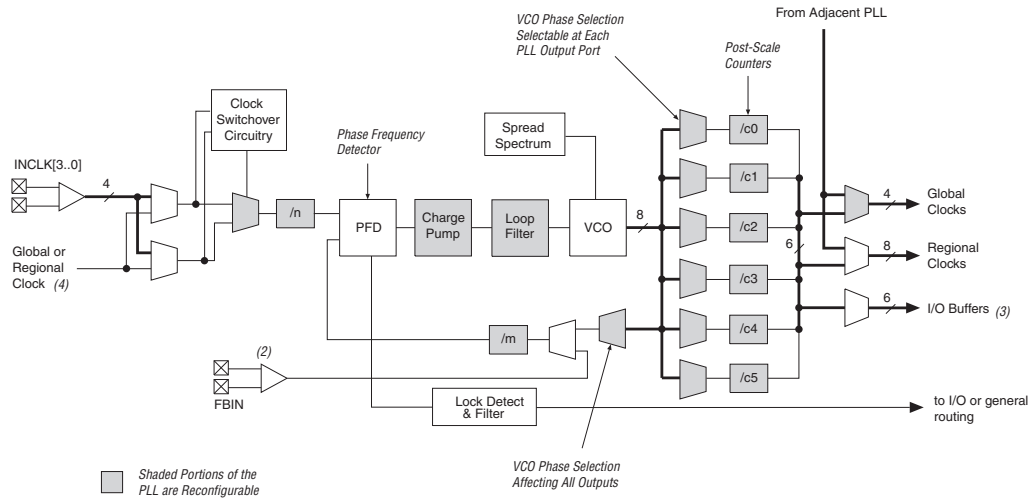 From Adjacent PLL
VCO Phase Selection
Selectable at Each
PLL Output Port
Post-Scale
Counters
Clock
Switchover
Circuitry
Phase Frequency
Detector
Spread
Spectrum
/c0
INCLK[3..0]
4
/c1
4
Global
Clocks
/n
PFD
Charge
Pump
Loop
Filter
VCO
8
/c2
6
8
Regional
Clocks
Global or
Regional
Clock (4)
/c3
6
I/O Buffers (3)
/m
/c4
(2)
/c5
FBIN
Lock Detect
& Filter
to I/O or general
routing
VCO Phase Selection
Affecting All Outputs
Shaded Portions of the
PLL are Reconfigurable